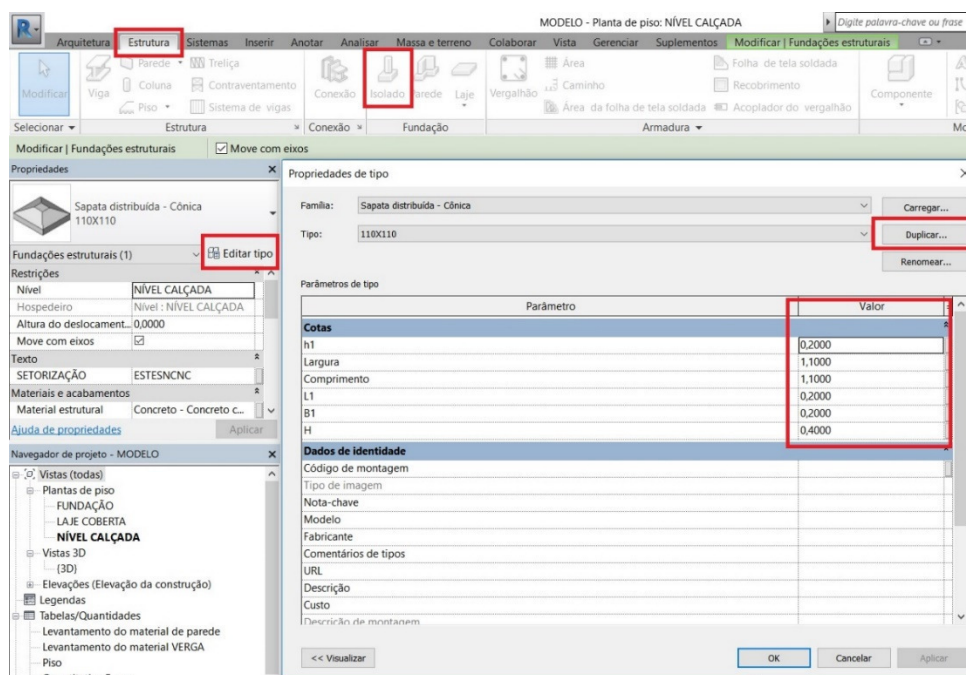 MODELO - Planta de piso: NÍVEL CALÇADA
Digite palavra-chave ou frase
Arquitetura Estrutura Sistemas Inserir Anotar Analisar Massa e terreno Colaborar Vista Gerenciar Suplementos Modificar | Fundações estruturais
Modificar
Viga
Parede
Coluna
Piso
Treliça
Contraventamento
Sistema de vigas
Conexão
Isolado
Parede
Laje
Vergalhão
Área
Caminho
Área da folha de tela soldada
Folha de tela soldada
Recobrimento
Acoplador do vergalhão
Componente
Selecionar Estrutura Conexão Fundação Armadura Mo
Modificar | Fundações estruturais Move com eixos
Propriedades
Sapata distribuída - Cônica
110X110
Fundações estruturais (1) Editar tipo
Restrições
Nível NÍVEL CALÇADA
Hospedeiro Nível : NÍVEL CALÇADA
Altura do deslocament... 0,0000
Move com eixos
Texto
SETORIZAÇÃO ESTESNCNC
Materiais e acabamentos
Material estrutural Concreto - Concreto c...
Ajuda de propriedades Aplicar
Navegador de projeto - MODELO
Vistas (todas)
Plantas de piso
FUNDAÇÃO
LAJE COBERTA
NÍVEL CALÇADA
Vistas 3D
(3D)
Elevações (Elevação da construção)
Legendas
Tabelas/Quantidades
Levantamento do material de parede
Levantamento do material VERGA
Piso
Propriedades de tipo
Família: Sapata distribuída - Cônica Carregar...
Tipo: 110X110 Duplicar...
Renomear...
Parâmetros de tipo
Parâmetro Valor
Cotas
h1 0,2000
Largura 1,1000
Comprimento 1,1000
L1 0,2000
B1 0,2000
H 0,4000
Dados de identidade
Código de montagem
Tipo de imagem
Nota-chave
Modelo
Fabricante
Comentários de tipos
URL
Descrição
Custo
Descrição de montagem
<< Visualizar OK Cancelar Aplicar